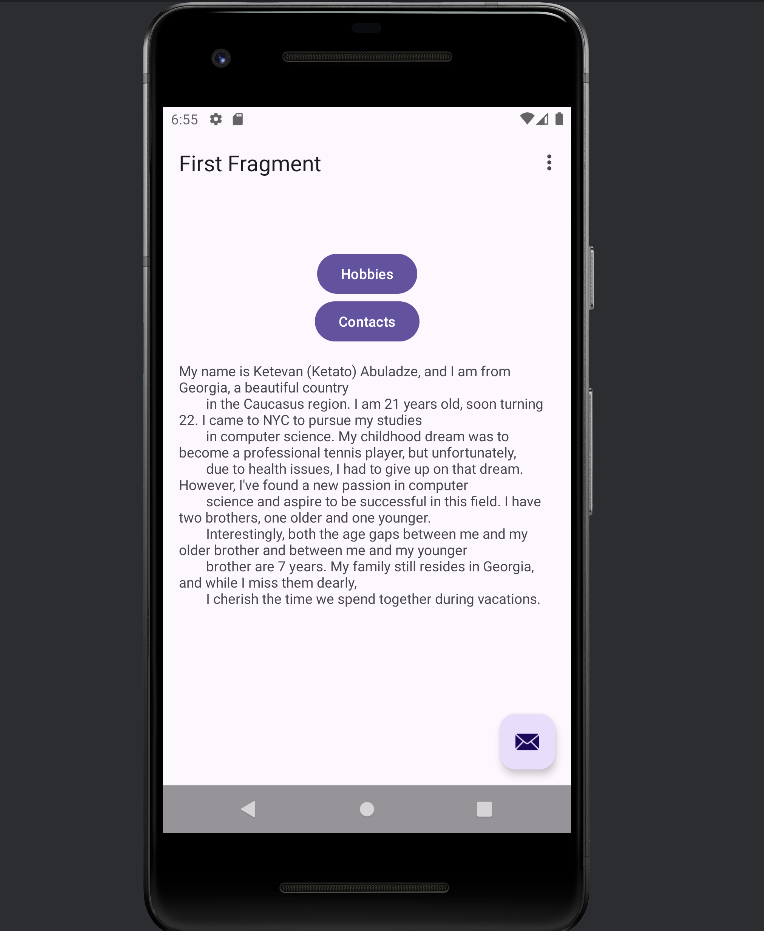 6:55
First Fragment
Hobbies
Contacts
My name is Ketevan (Ketato) Abuladze, and I am from
Georgia, a beautiful country
in the Caucasus region. I am 21 years old, soon turning
22. I came to NYC to pursue my studies
in computer science. My childhood dream was to
become a professional tennis player, but unfortunately,
due to health issues, I had to give up on that dream.
However, I've found a new passion in computer
science and aspire to be successful in this field. I have
two brothers, one older and one younger.
Interestingly, both the age gaps between me and my
older brother and between me and my younger
brother are 7 years. My family still resides in Georgia,
and while I miss them dearly,
I cherish the time we spend together during vacations.